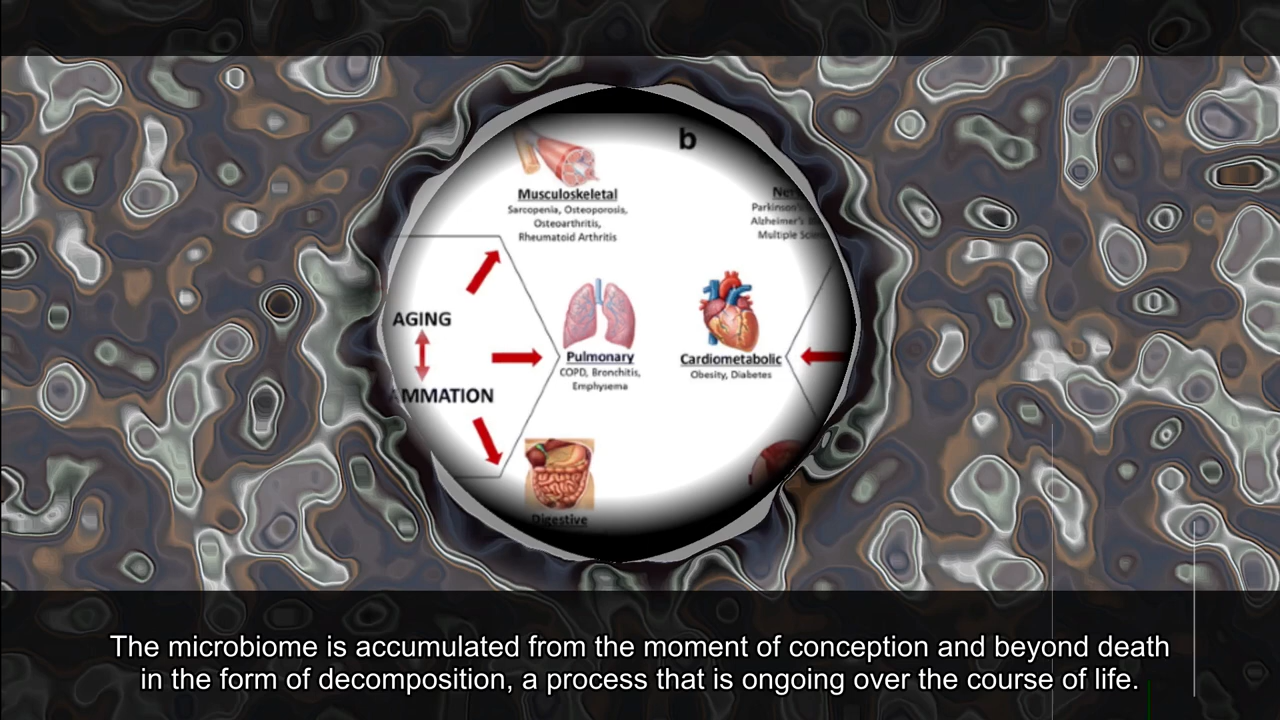 b
Musculoskeletal
Sarcopenia, Osteoporosis,
Osteoarthritis,
Rheumatoid Arthritis
Parkinson's
Alzheimer's
Multiple
AGING
MMATION
Pulmonary
COPD, Bronchitis,
Emphysema
Cardiometabolic
Obesity, Diabetes
Digestive
The microbiome is accumulated from the moment of conception and beyond death
in the form of decomposition, a process that is ongoing over the course of life.